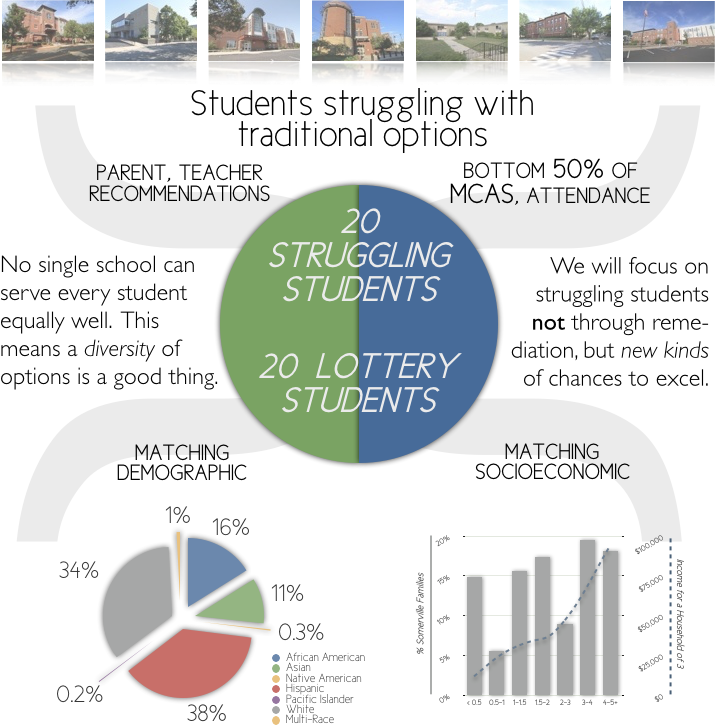 Students struggling with
traditional options
PARENT, TEACHER
RECOMMENDATIONS
BOTTOM 50% OF
MCAS, ATTENDANCE
20
STRUGGLING
STUDENTS
20 LOTTERY
STUDENTS
No single school can
serve every student
equally well. This
means a diversity of
options is a good thing.
We will focus on
struggling students
not through reme-
diation, but new kinds
of chances to excel.
MATCHING
DEMOGRAPHIC
1%
16%
34%
11%
0.3%
0.2%
38%
African American
Asian
Native American
Hispanic
Pacific Islander
White
Multi-Race
MATCHING
SOCIOECONOMIC
% Somerville Families
20%
15%
10%
5%
0%
< 0.5
0.5-1
1-1.5
1.5-2
2-3
3-4
4-5+
$100,000
$75,000
$50,000
$25,000
$0
Income for a Household of 3